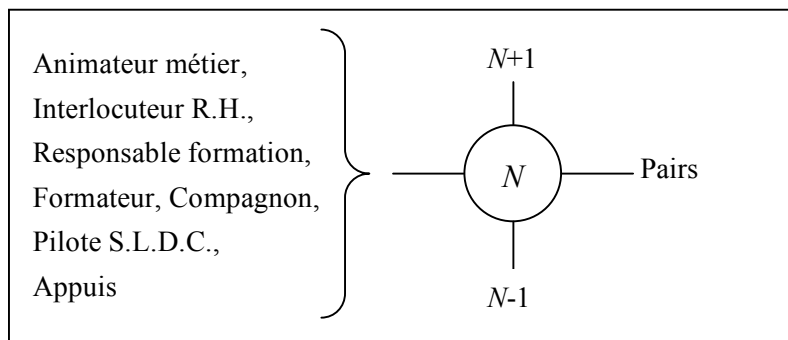 Animateur métier,
Interlocuteur R.H.,
Responsable formation,
Formateur, Compagnon,
Pilote S.L.D.C.,
Appuis
N+1
N
Pairs
N-1